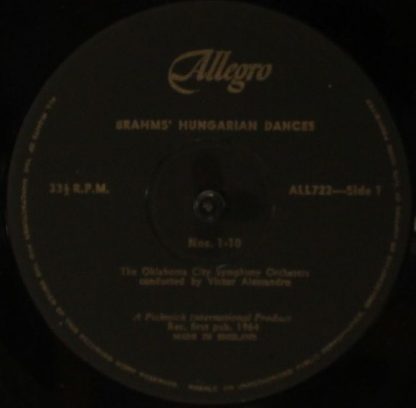 Allegro
BRAHMS' HUNGARIAN DANCES
33⅓ R.P.M.
ALL722—Side 1
Nos. 1-10
The Oklahoma City Symphony Orchestra
conducted by Victor Alessandro
A Pickwick International Product
Rec. first pub. 1964
MADE IN ENGLAND